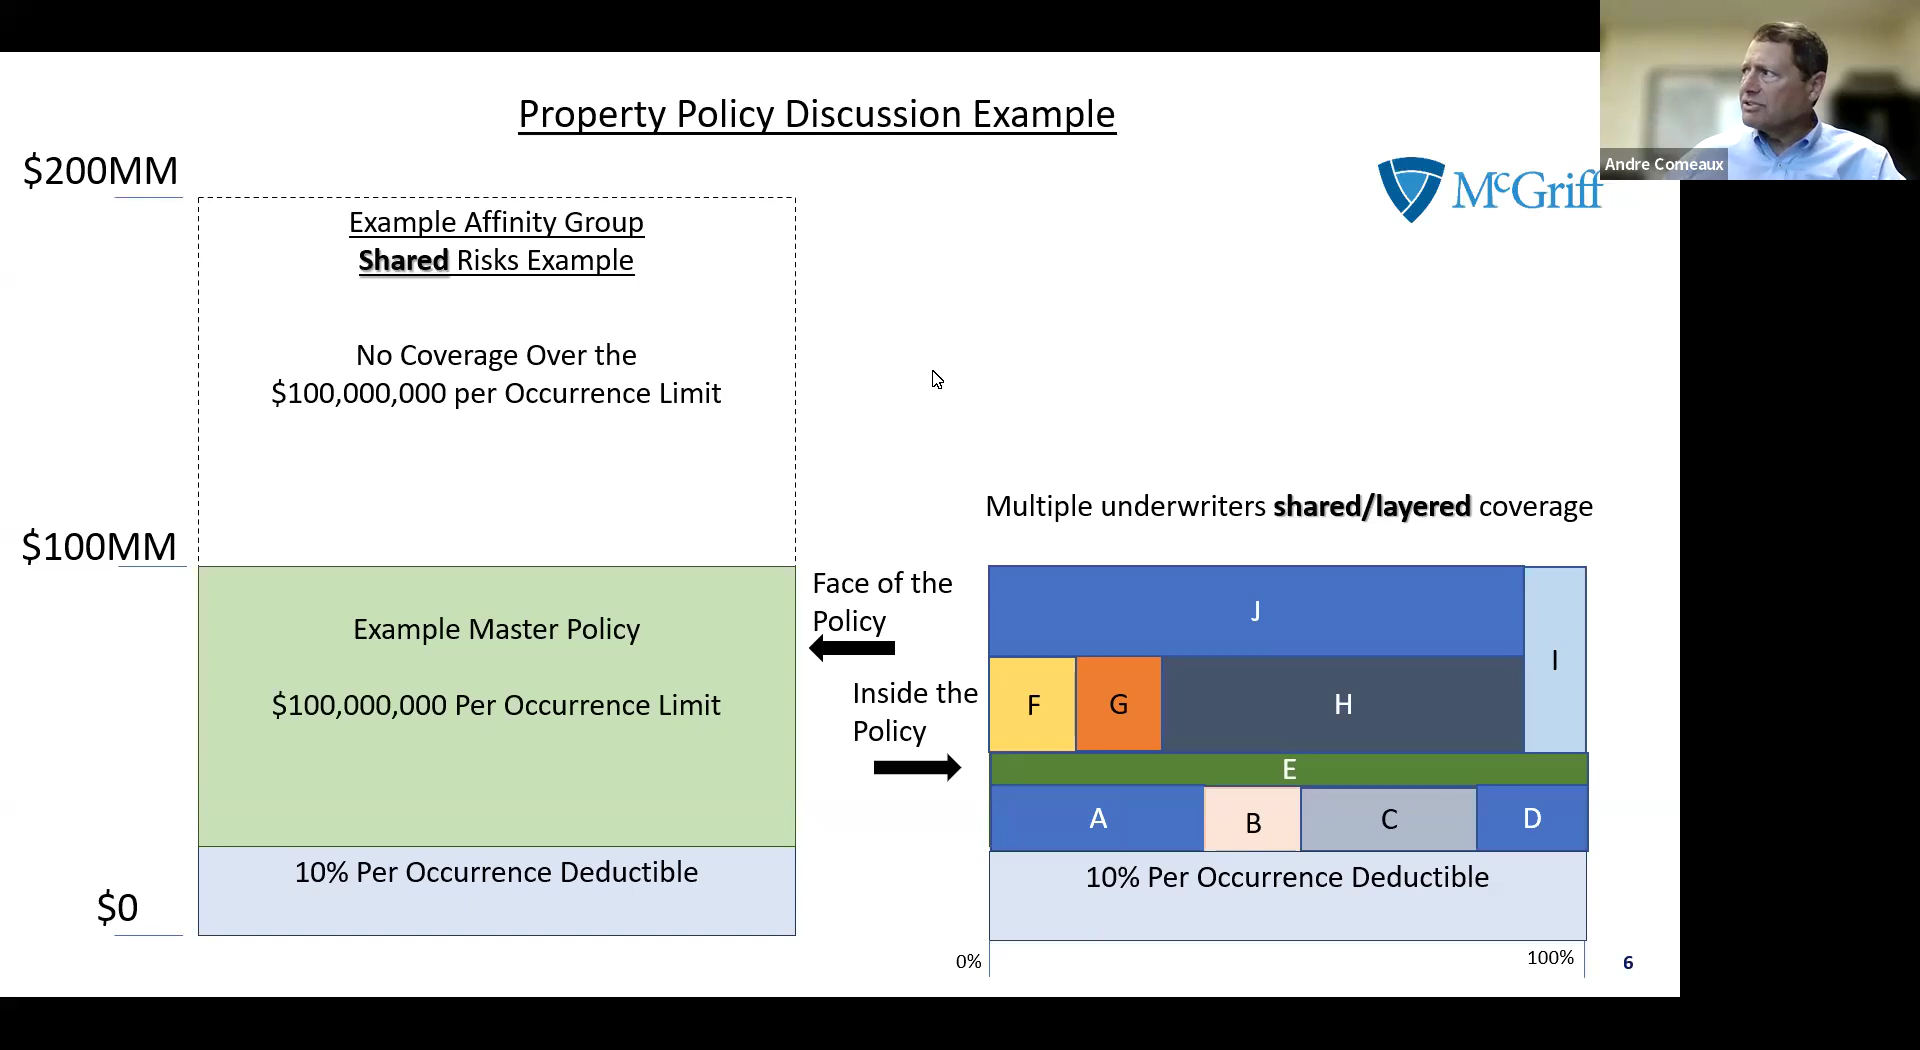 Property Policy Discussion Example
McGriff
Andre Comeaux
$200MM
Example Affinity Group
Shared Risks Example
No Coverage Over the
$100,000,000 per Occurrence Limit
$100MM
Example Master Policy
$100,000,000 Per Occurrence Limit
10% Per Occurrence Deductible
$0
Face of the
Policy
Inside the
Policy
Multiple underwriters shared/layered coverage
J
I
F
G
H
E
A
B
C
D
10% Per Occurrence Deductible
0%
100%
6